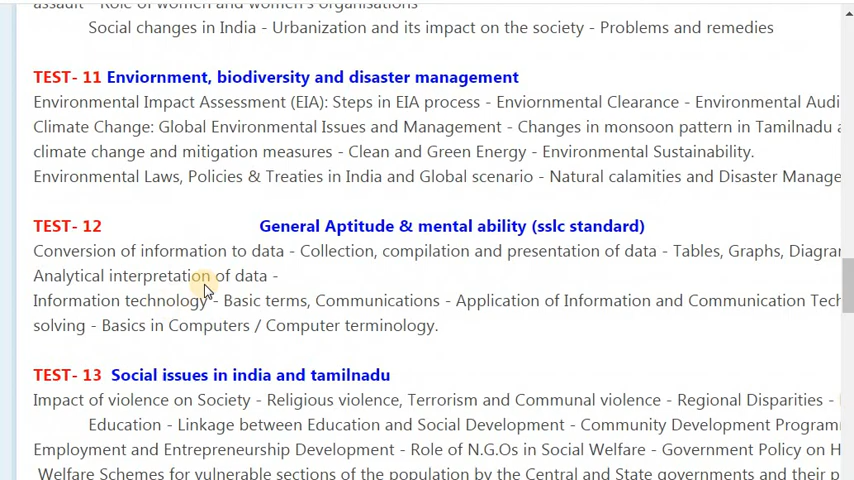 assault - Role of women and women's organisations
Social changes in India - Urbanization and its impact on the society - Problems and remedies
TEST- 11 Enviornment, biodiversity and disaster management
Environmental Impact Assessment (EIA): Steps in EIA process - Enviornmental Clearance - Environmental Audi
Climate Change: Global Environmental Issues and Management - Changes in monsoon pattern in Tamilnadu a
climate change and mitigation measures - Clean and Green Energy - Environmental Sustainability.
Environmental Laws, Policies & Treaties in India and Global scenario - Natural calamities and Disaster Manage
TEST- 12 General Aptitude & mental ability (sslc standard)
Conversion of information to data - Collection, compilation and presentation of data - Tables, Graphs, Diagra
Analytical interpretation of data -
Information technology - Basic terms, Communications - Application of Information and Communication Tech
solving - Basics in Computers / Computer terminology.
TEST- 13 Social issues in india and tamilnadu
Impact of violence on Society - Religious violence, Terrorism and Communal violence - Regional Disparities -
Education - Linkage between Education and Social Development - Community Development Program
Employment and Entrepreneurship Development - Role of N.G.Os in Social Welfare - Government Policy on H
Welfare Schemes for vulnerable sections of the population by the Central and State governments and their p